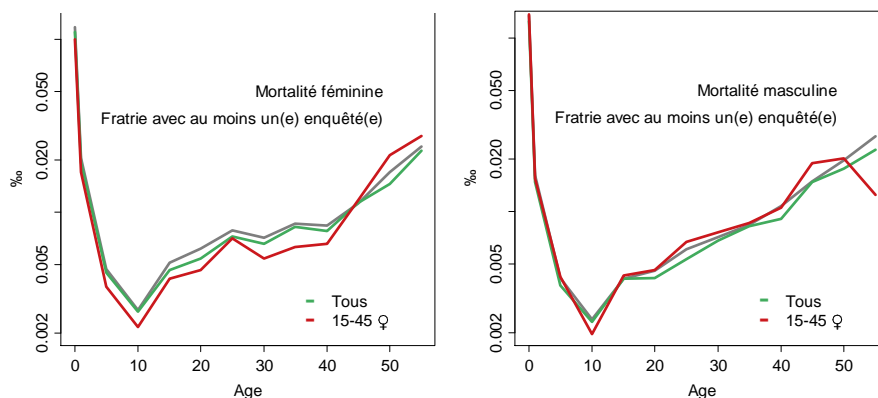 Mortalité féminine
Fratrie avec au moins un(e) enquêté(e)
‰
0.050
0.020
0.005
0.002
Tous
15-45 ♀
0 10 20 30 40 50
Age
Mortalité masculine
Fratrie avec au moins un(e) enquêté(e)
‰
0.050
0.020
0.005
0.002
Tous
15-45 ♀
0 10 20 30 40 50
Age